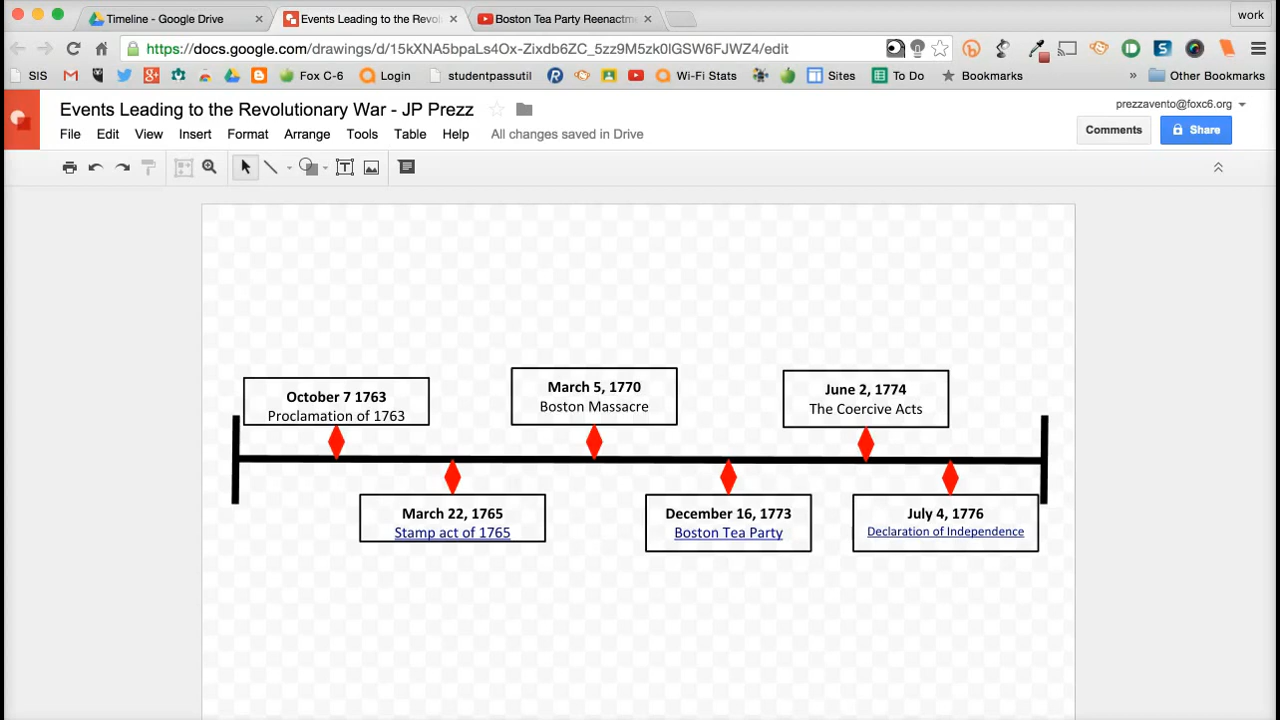 Timeline - Google Drive
Events Leading to the Revol
Boston Tea Party Reenactm
work
https://docs.google.com/drawings/d/15kXNA5bpaLs4Ox-Zixdb6ZC_5zz9M5zk0lGSW6FJWZ4/edit
SIS
Fox C-6
Login
studentpassutil
Wi-Fi Stats
Sites
To Do
Bookmarks
»
Other Bookmarks
Events Leading to the Revolutionary War - JP Prezz
prezzavento@foxc6.org
File Edit View Insert Format Arrange Tools Table Help All changes saved in Drive
Comments
Share
October 7 1763
Proclamation of 1763
March 5, 1770
Boston Massacre
June 2, 1774
The Coercive Acts
March 22, 1765
Stamp act of 1765
December 16, 1773
Boston Tea Party
July 4, 1776
Declaration of Independence